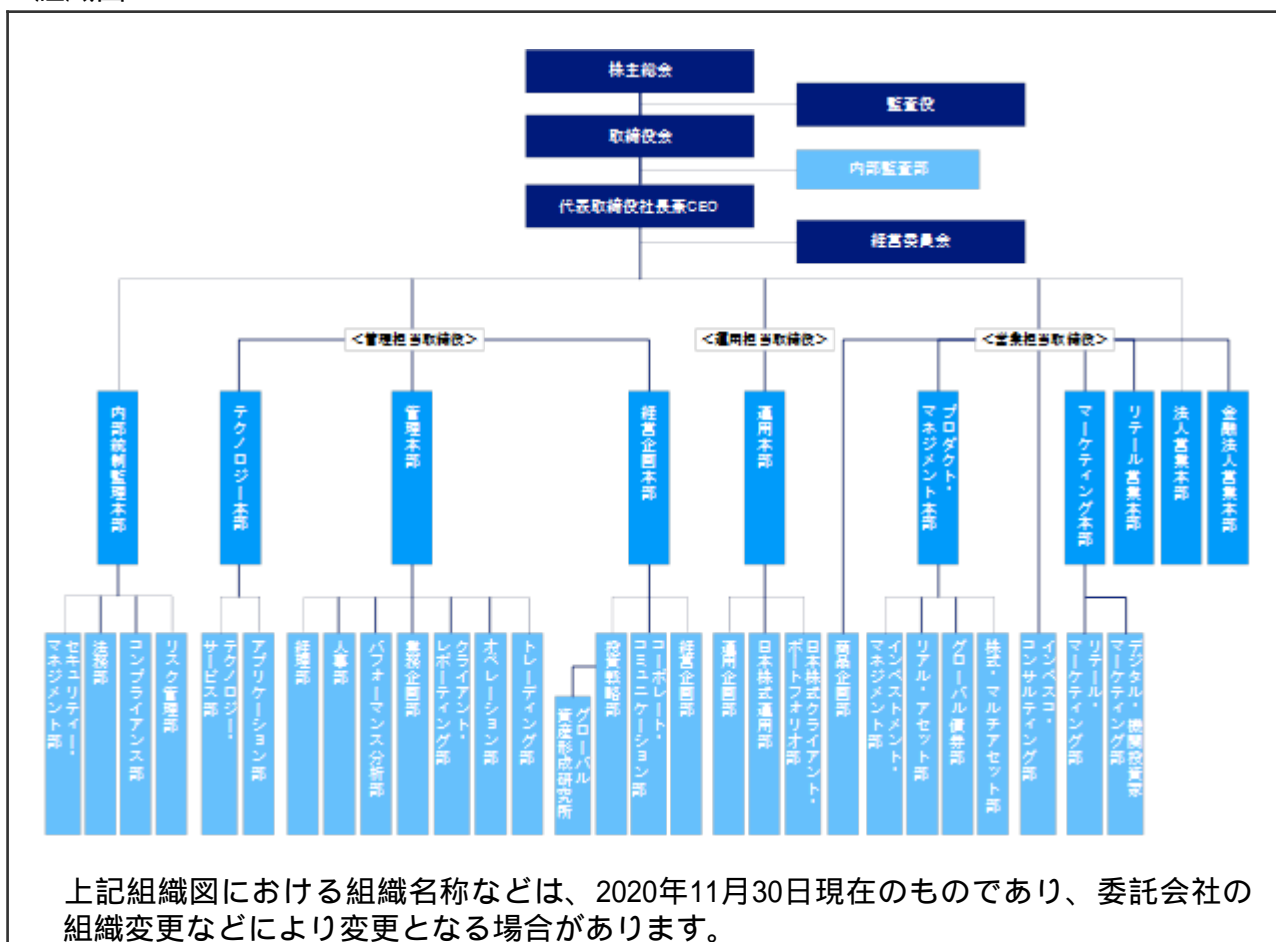 株主総会
監査役
取締役会
内部監査部
代表取締役社長兼CEO
経営委員会
＜管理担当取締役＞
＜運用担当取締役＞
＜営業担当取締役＞
内部統制監理本部
テクノロジー本部
管理本部
経営企画本部
運用本部
プロダクト・
マネジメント本部
マーケティング本部
リテール営業本部
法人営業本部
金融法人営業本部
セキュリティー・
マネジメント部
法務部
コンプライアンス部
リスク管理部
テクノロジー・
サービス部
アプリケーション部
経理部
人事部
パフォーマンス分析部
業務企画部
クライアント・
レポーティング部
オペレーション部
トレーディング部
グローバル
資産形成研究所
投資戦略部
コーポレート・
コミュニケーション部
経営企画部
運用企画部
日本株式運用部
日本株式クライアント・
ポートフォリオ部
商品企画部
インベストメント・
マネジメント部
リアル・アセット部
グローバル債券部
株式・マルチアセット部
インベスコ・
コンサルティング部
リテール・
マーケティング部
デジタル・機関投資家
マーケティング部
上記組織図における組織名称などは、2020年11月30日現在のものであり、委託会社の
組織変更などにより変更となる場合があります。